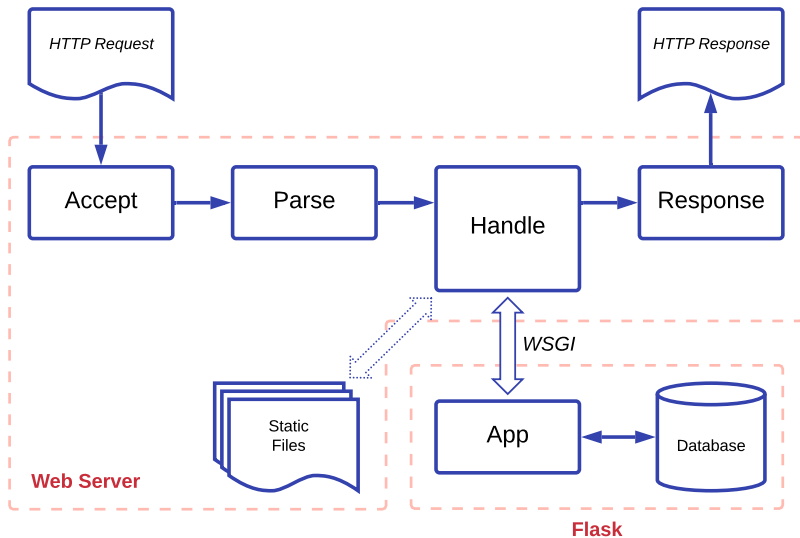 HTTP Request
HTTP Response
Accept
Parse
Handle
Response
WSGI
Static
Files
App
Database
Web Server
Flask